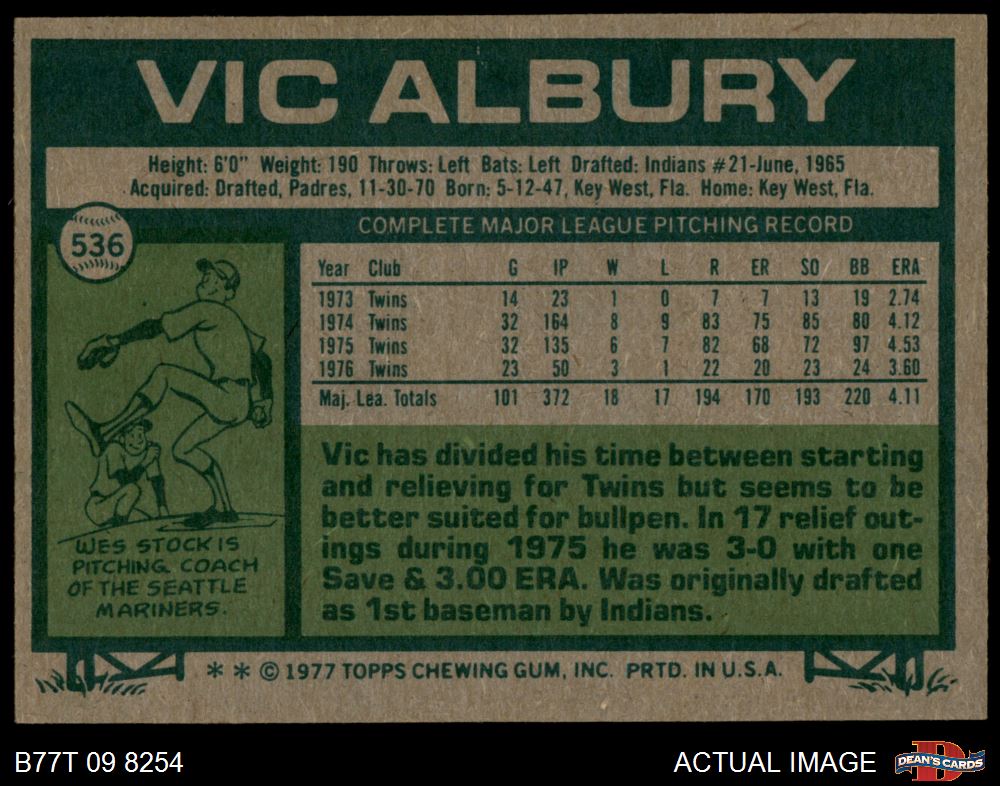 VIC ALBURY
Height: 6'0" Weight: 190 Throws: Left Bats: Left Drafted: Indians #21-June, 1965
Acquired: Drafted, Padres, 11-30-70 Born: 5-12-47, Key West, Fla. Home: Key West, Fla.
536
COMPLETE MAJOR LEAGUE PITCHING RECORD
Year Club G IP W L R ER SO BB ERA
1973 Twins 14 23 1 0 7 7 13 19 2.74
1974 Twins 32 164 8 9 83 75 85 80 4.12
1975 Twins 32 135 6 7 82 68 72 97 4.53
1976 Twins 23 50 3 1 22 20 23 24 3.60
Maj. Lea. Totals 101 372 18 17 194 170 193 220 4.11
WES STOCK IS
PITCHING COACH
OF THE SEATTLE
MARINERS.
Vic has divided his time between starting
and relieving for Twins but seems to be
better suited for bullpen. In 17 relief out-
ings during 1975 he was 3-0 with one
Save & 3.00 ERA. Was originally drafted
as 1st baseman by Indians.
* * © 1977 TOPPS CHEWING GUM, INC. PRTD. IN U.S.A.
B77T 09 8254
ACTUAL IMAGE
D
DEAN'S CARDS